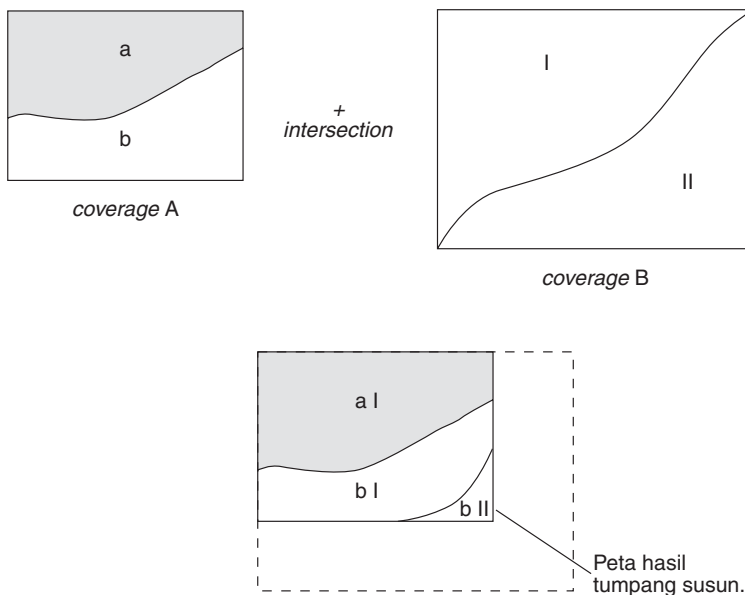 a
b
coverage A
+
intersection
I
II
coverage B
a I
b I
b II
Peta hasil
tumpang susun.